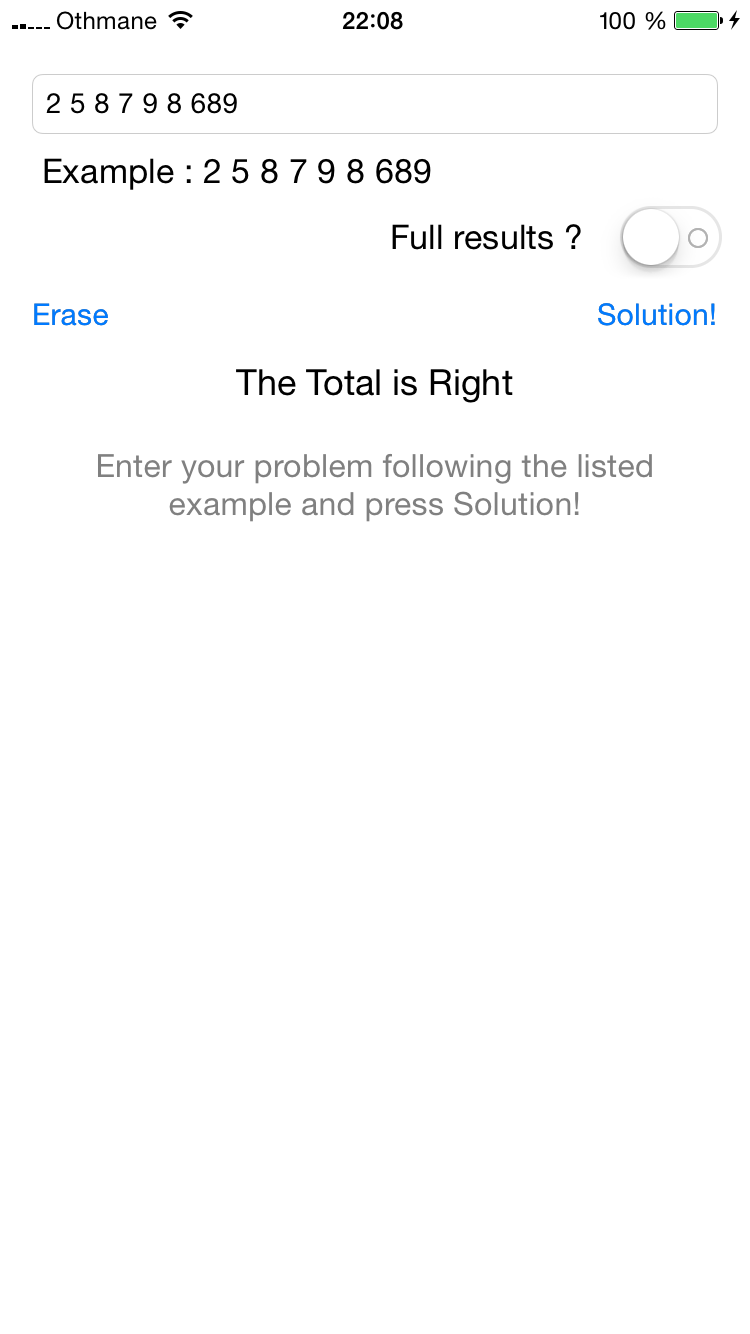 Othmane 22:08 100 %
2 5 8 7 9 8 689
Example : 2 5 8 7 9 8 689
Full results ?
Erase Solution!
The Total is Right
Enter your problem following the listed
example and press Solution!